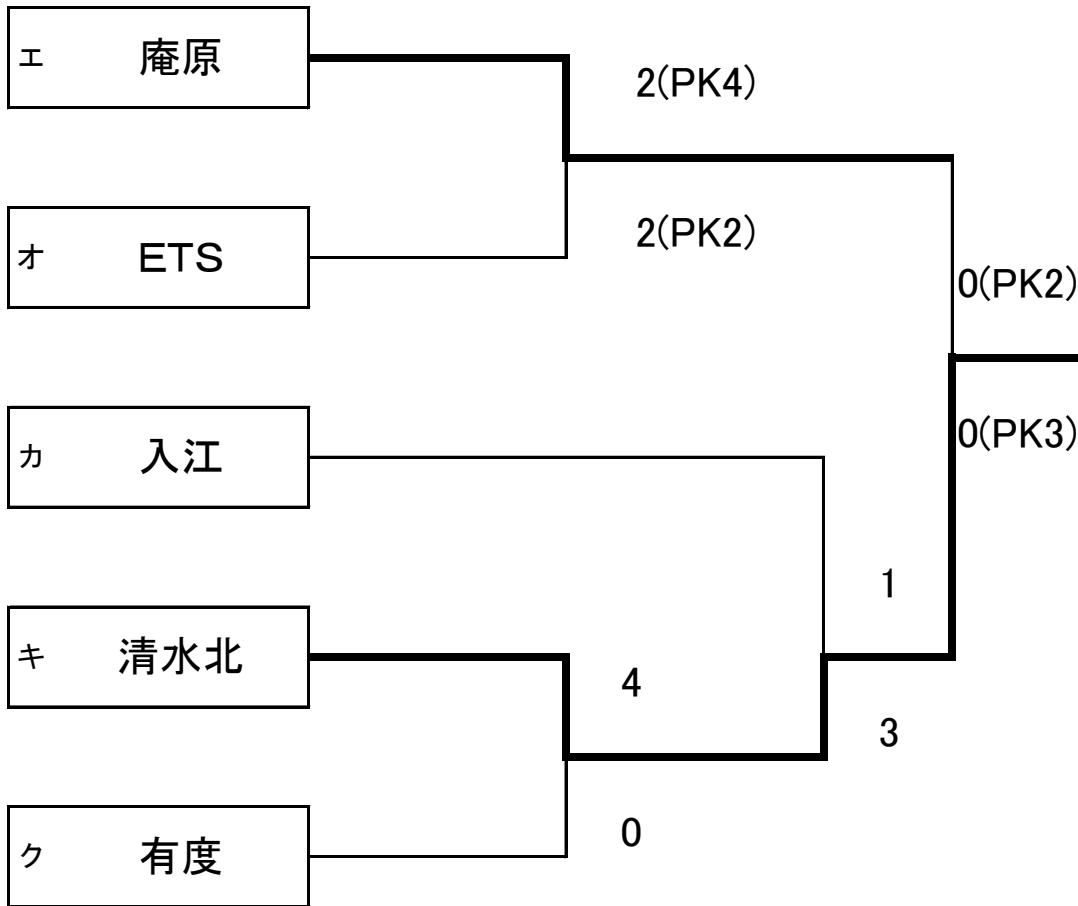 エ 庵原
2(PK4)
オ ETS
2(PK2)
0(PK2)
カ 入江
0(PK3)
1
キ 清水北
4
3
ク 有度
0